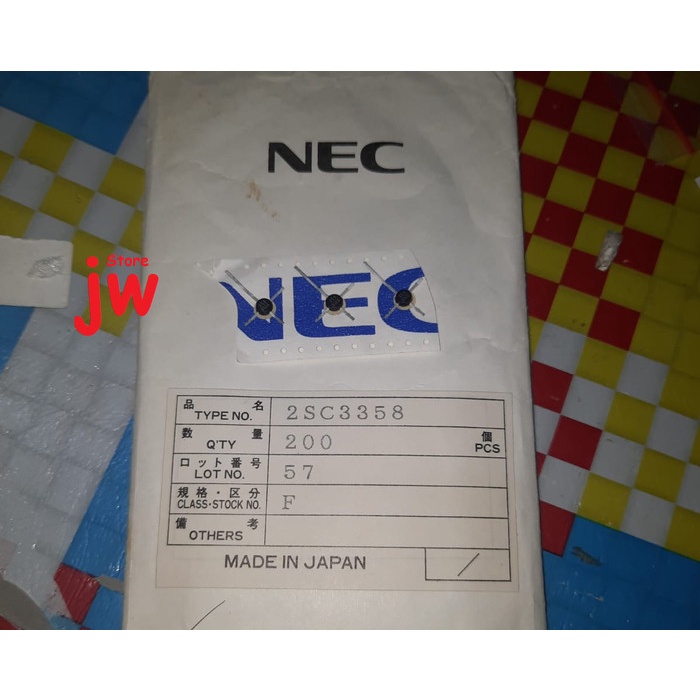 NEC
Store
jw
NEC
品 名
TYPE NO. 2SC3358
数 量
Q'TY 200 個
PCS
ロット番号
LOT NO. 57
規格・区分
CLASS・STOCK NO. F
備 考
OTHERS
MADE IN JAPAN /